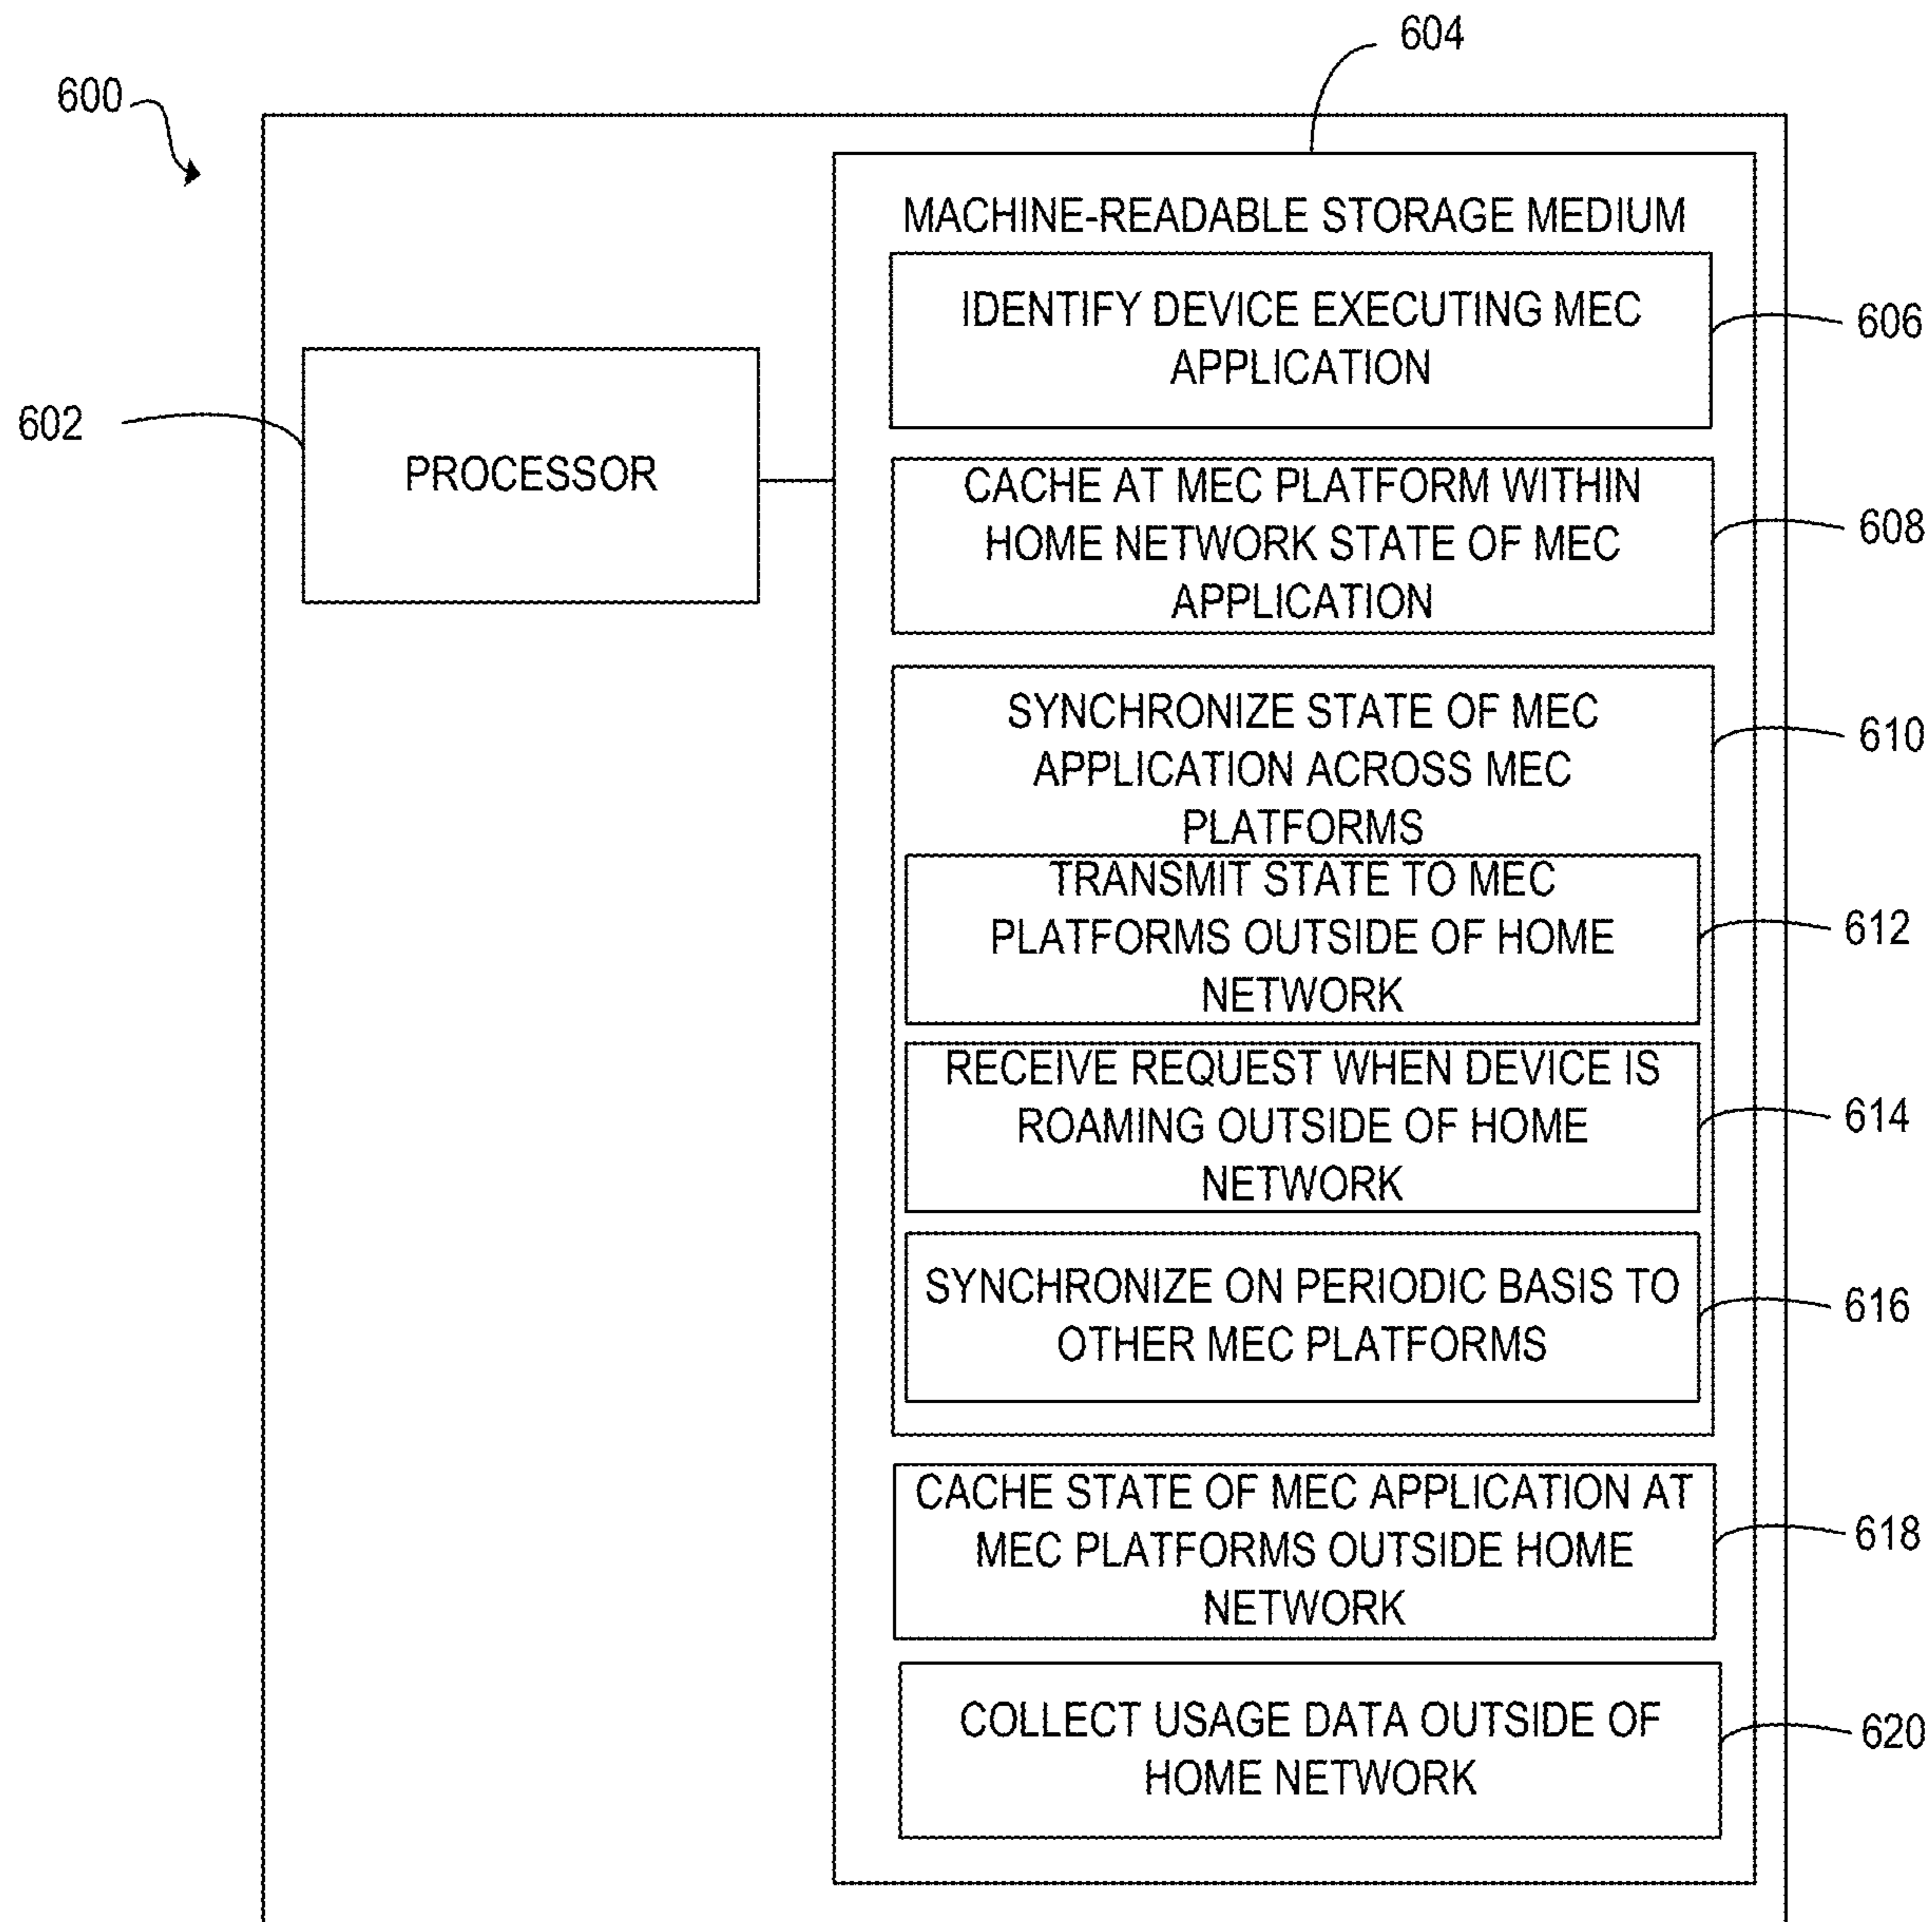 604
600
MACHINE-READABLE STORAGE MEDIUM
IDENTIFY DEVICE EXECUTING MEC
APPLICATION
606
602
PROCESSOR
CACHE AT MEC PLATFORM WITHIN
HOME NETWORK STATE OF MEC
APPLICATION
608
SYNCHRONIZE STATE OF MEC
APPLICATION ACROSS MEC
PLATFORMS
610
TRANSMIT STATE TO MEC
PLATFORMS OUTSIDE OF HOME
NETWORK
612
RECEIVE REQUEST WHEN DEVICE IS
ROAMING OUTSIDE OF HOME
NETWORK
614
SYNCHRONIZE ON PERIODIC BASIS TO
OTHER MEC PLATFORMS
616
CACHE STATE OF MEC APPLICATION AT
MEC PLATFORMS OUTSIDE HOME
NETWORK
618
COLLECT USAGE DATA OUTSIDE OF
HOME NETWORK
620